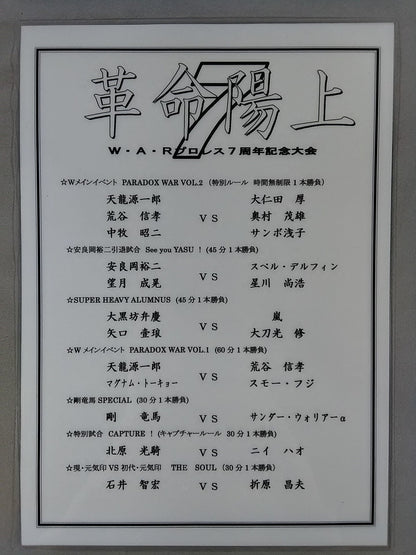 革命陽上
7
W・A・Rプロレス7周年記念大会
☆Wメインイベント PARADOX WAR VOL.2 (特別ルール 時間無制限1本勝負)
天龍源一郎 大仁田 厚
荒谷 信孝 VS 奥村 茂雄
中牧 昭二 サンボ浅子
☆安良岡裕二引退試合 See you YASU ! (45分1本勝負)
安良岡裕二 VS スペル・デルフィン
望月 成晃 星川 尚浩
☆SUPER HEAVY ALUMNUS (45分1本勝負)
大黒坊弁慶 VS 嵐
矢口 壹琅 大刀光 修
☆Wメインイベント PARADOX WAR VOL.1 (60分1本勝負)
天龍源一郎 VS 荒谷 信孝
マグナム・トーキョー スモー・フジ
☆剛竜馬 SPECIAL (30分1本勝負)
剛 竜馬 VS サンダー・ウォリアーα
☆特別試合 CAPTURE ! (キャプチャールール 30分1本勝負)
北原 光騎 VS ニイ ハオ
☆現・元気印 VS 初代・元気印 THE SOUL (30分1本勝負)
石井 智宏 VS 折原 昌夫